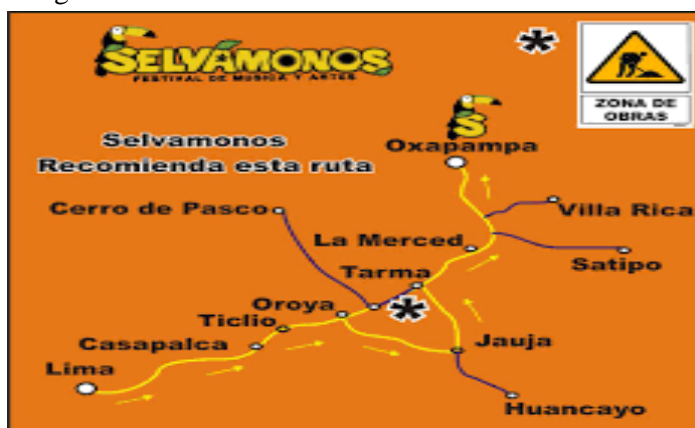 SELVÁMONOS
FESTIVAL DE MUSICA Y ARTES
*
ZONA DE
OBRAS
S
Selvamonos
Recomienda esta ruta
Oxapampa
Cerro de Pasco
Villa Rica
La Merced
Satipo
Tarma
Oroya
*
Ticlio
Casapalca
Jauja
Lima
Huancayo